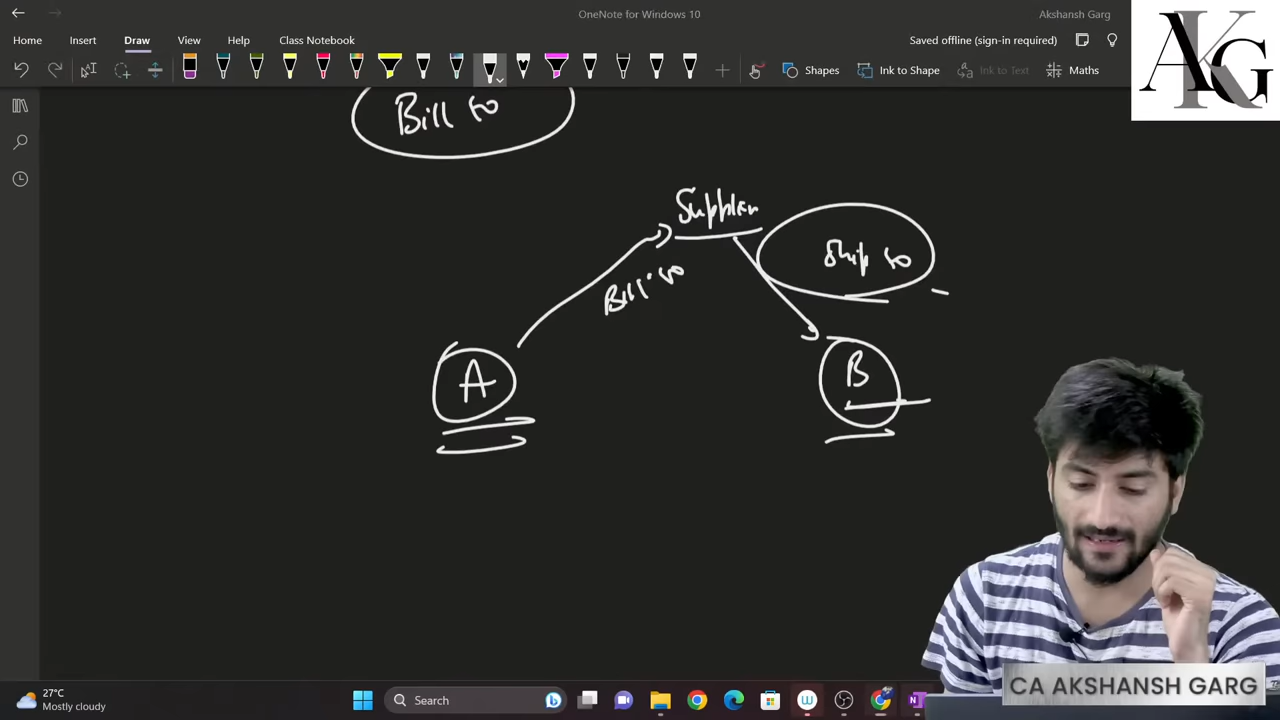 OneNote for Windows 10
Akshansh Garg
Home Insert Draw View Help Class Notebook
Saved offline (sign-in required)
Shapes Ink to Shape Ink to Text Maths
AKG
Bill to
Supplier
Ship to
Bill to
A
B
CA AKSHANSH GARG
27°C
Mostly cloudy
Search